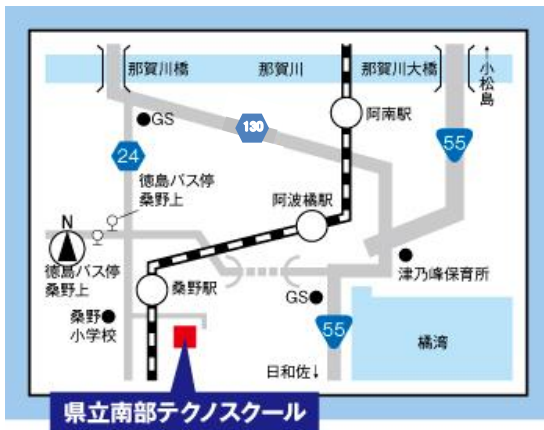 那賀川橋
那賀川
那賀川大橋
↑小松島
GS
130
阿南駅
55
24
徳島バス停
桑野上
阿波橘駅
N
徳島バス停
桑野上
津乃峰保育所
桑野駅
GS
桑野
小学校
55
橘湾
日和佐↓
県立南部テクノスクール